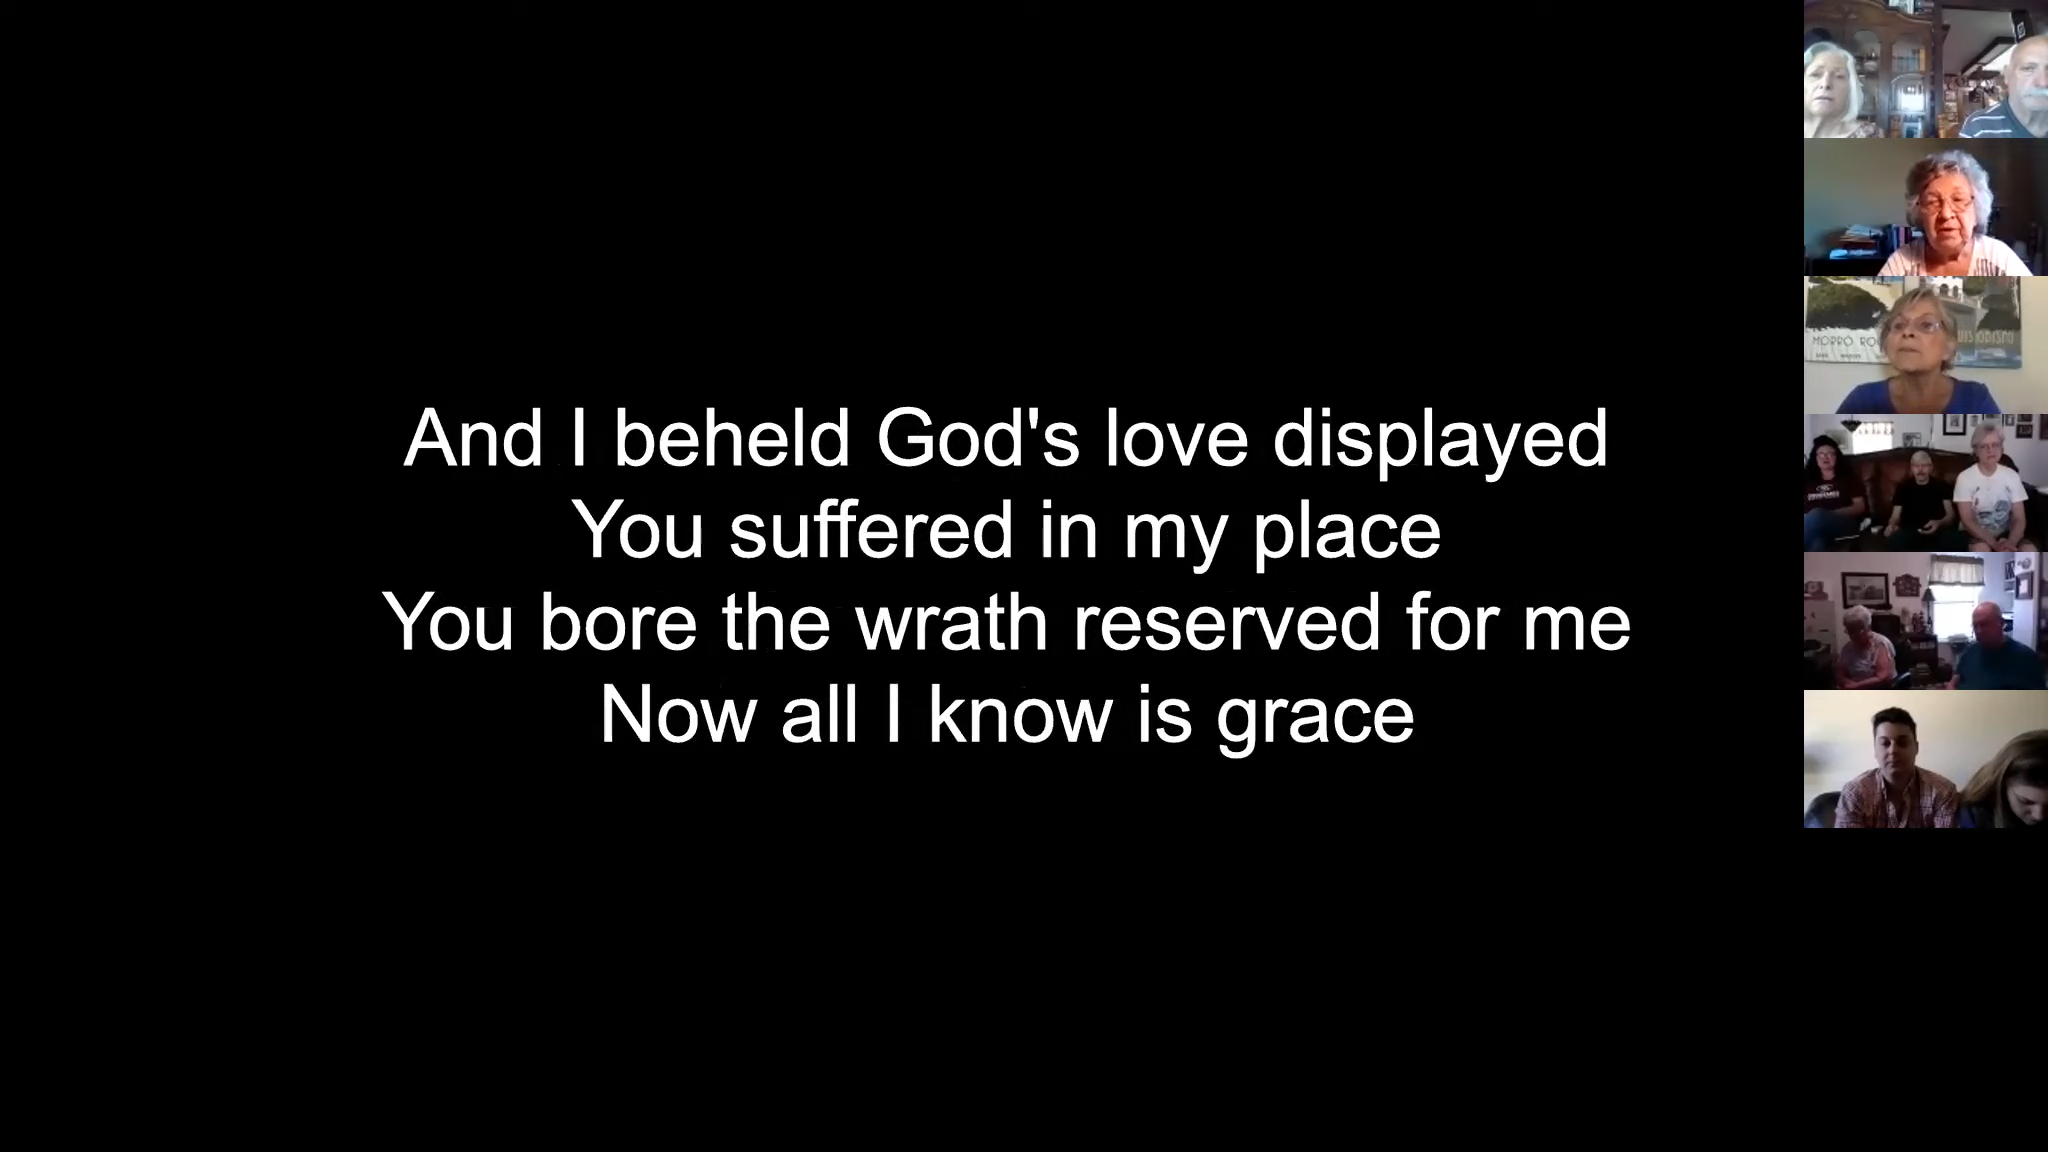 And I beheld God's love displayed
You suffered in my place
You bore the wrath reserved for me
Now all I know is grace
MORRO